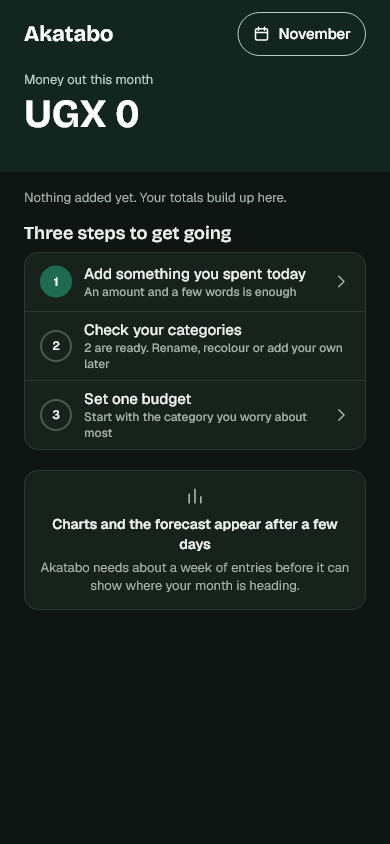 Akatabo
November
Money out this month
UGX 0
Nothing added yet. Your totals build up here.
Three steps to get going
1
Add something you spent today
An amount and a few words is enough
2
Check your categories
2 are ready. Rename, recolour or add your own
later
3
Set one budget
Start with the category you worry about
most
Charts and the forecast appear after a few
days
Akatabo needs about a week of entries before it can
show where your month is heading.